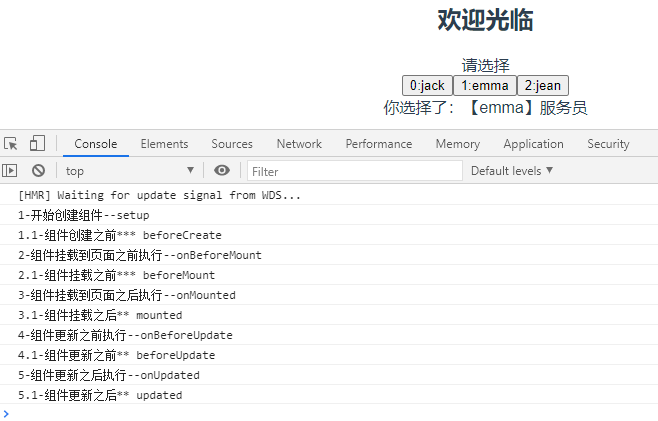 欢迎光临
请选择
0:jack 1:emma 2:jean
你选择了：【emma】服务员
Console Elements Sources Network Performance Memory Application Security
top Filter Default levels
[HMR] Waiting for update signal from WDS...
1-开始创建组件--setup
1.1-组件创建之前*** beforeCreate
2-组件挂载到页面之前执行--onBeforeMount
2.1-组件挂载之前*** beforeMount
3-组件挂载到页面之后执行--onMounted
3.1-组件挂载之后** mounted
4-组件更新之前执行--onBeforeUpdate
4.1-组件更新之前** beforeUpdate
5-组件更新之后执行--onUpdated
5.1-组件更新之后** updated